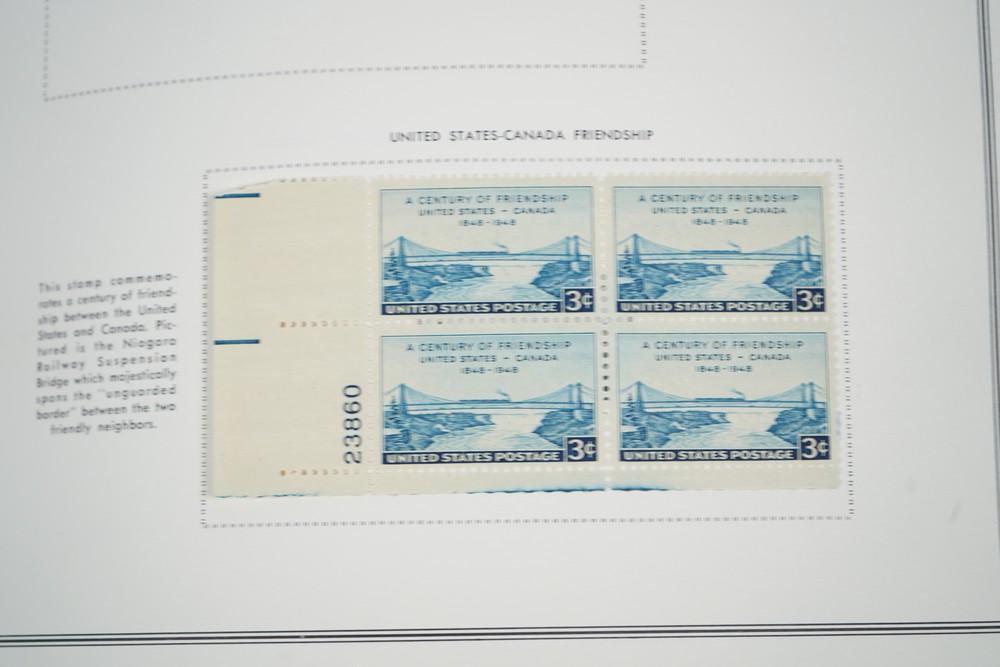 UNITED STATES-CANADA FRIENDSHIP
This stamp commemo-
rates a century of friend-
ship between the United
States and Canada. Pic-
tured is the Niagara
Railway Suspension
Bridge which majestically
spans the "unguarded
border" between the two
friendly neighbors.
A CENTURY OF FRIENDSHIP
UNITED STATES - CANADA
1848-1948
UNITED STATES POSTAGE 3¢
A CENTURY OF FRIENDSHIP
UNITED STATES - CANADA
1848-1948
UNITED STATES POSTAGE 3¢
23860
A CENTURY OF FRIENDSHIP
UNITED STATES - CANADA
1848-1948
UNITED STATES POSTAGE 3¢
A CENTURY OF FRIENDSHIP
UNITED STATES - CANADA
1848-1948
UNITED STATES POSTAGE 3¢